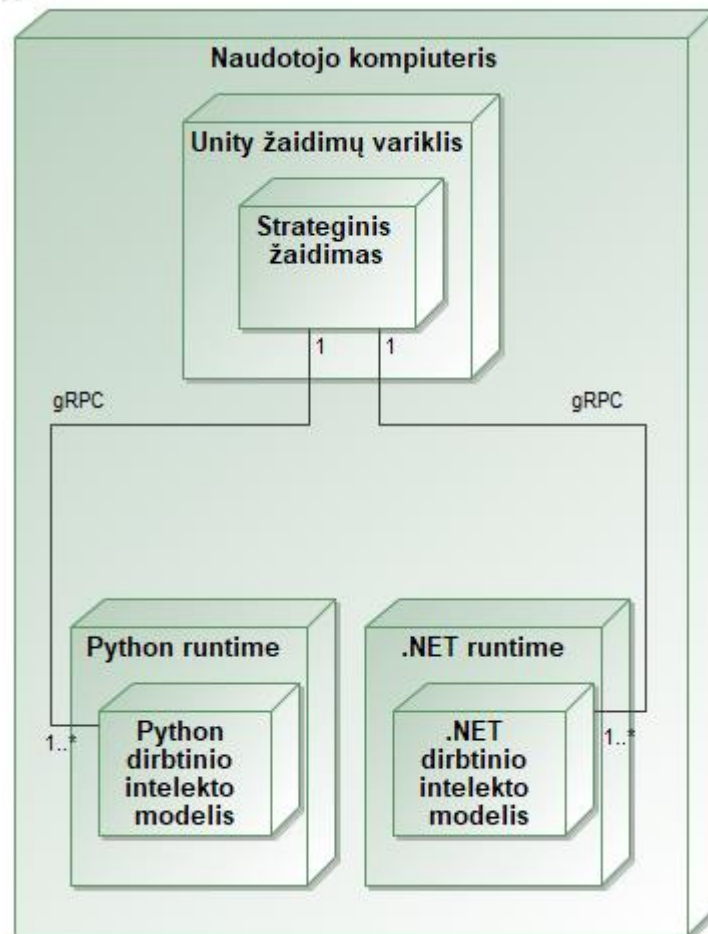 Naudotojo kompiuteris
Unity žaidimų variklis
Strateginis
žaidimas
1
1
gRPC
gRPC
Python runtime
.NET runtime
1..*
Python
dirbtinio
intelekto
modelis
.NET
dirbtinio
intelekto
modelis
1..*